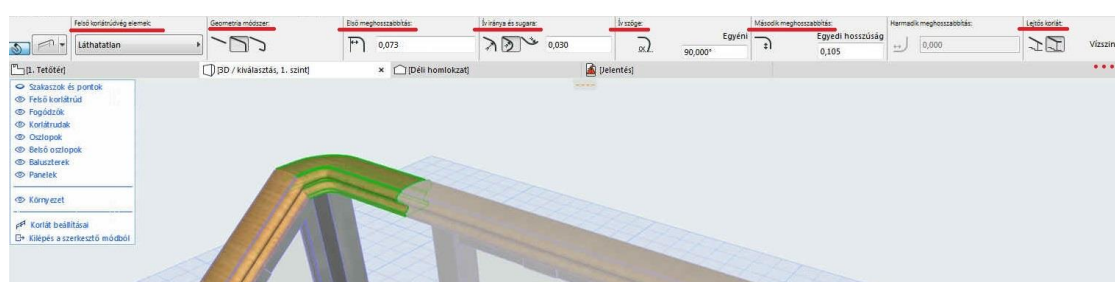 Felső korlátrúdvég elemek: Geometria módszer: Első meghosszabbítás: Ív iránya és sugara: Ív szöge: Második meghosszabbítás: Harmadik meghosszabbítás: Lejtős korlát:
Láthatatlan 0,073 0,030 α Egyéni 90,000° Egyedi hosszúság 0,105 0,000 Vízszin
[1. Tetőtér] [3D / kiválasztás, 1. szint] × [Déli homlokzat] [Jelentés]
Szakaszok és pontok
Felső korlátrúd
Fogódzók
Korlátrudak
Oszlopok
Belső oszlopok
Baluszterek
Panelek
Környezet
Korlát beállításai
Kilépés a szerkesztő módból